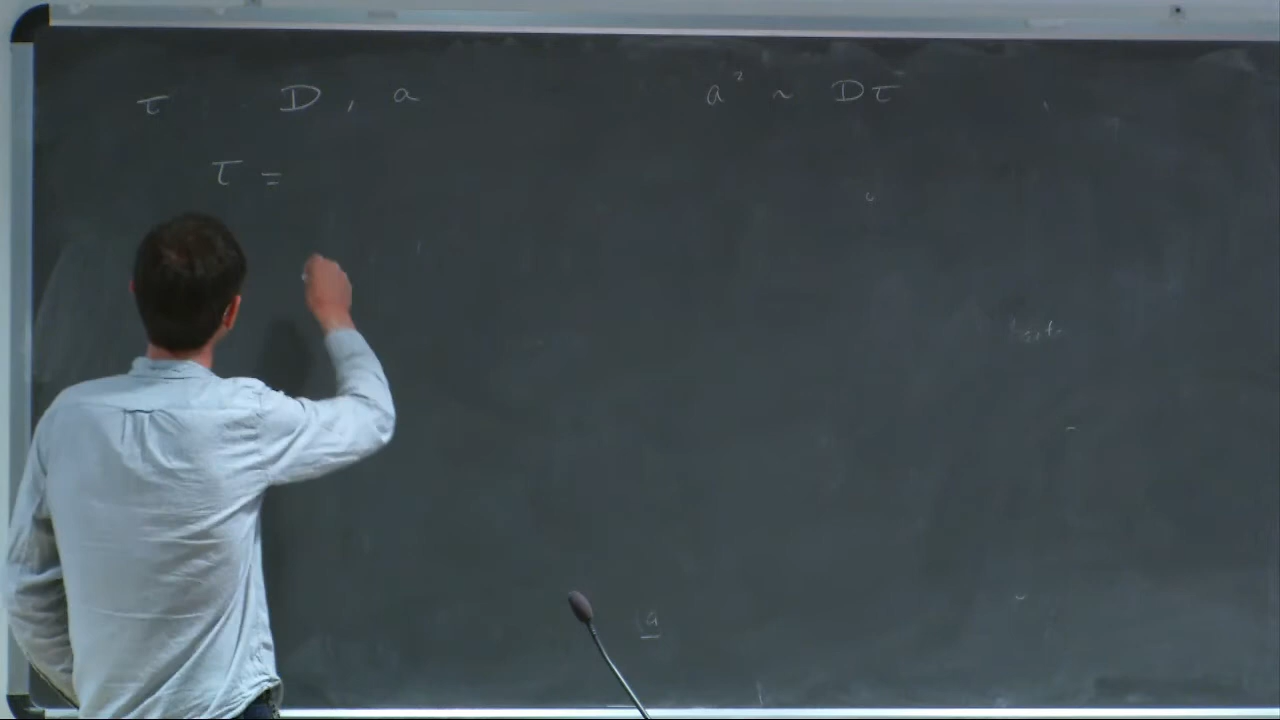 τ D, a a² ~ Dτ
τ =
a